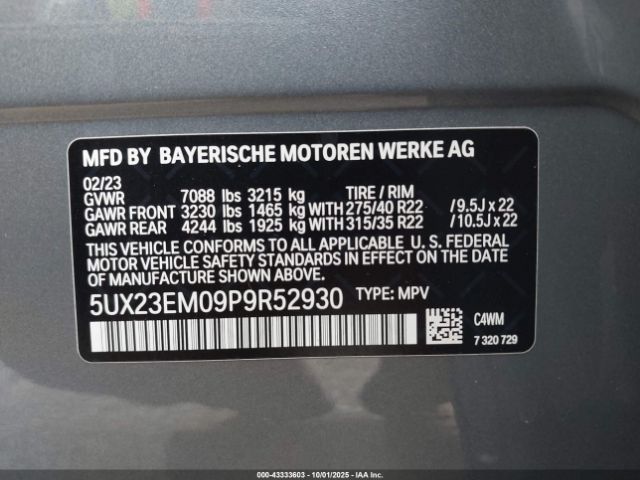 MFD BY BAYERISCHE MOTOREN WERKE AG
02/23
GVWR 7088 lbs 3215 kg TIRE / RIM
GAWR FRONT 3230 lbs 1465 kg WITH 275/40 R22 / 9.5J x 22
GAWR REAR 4244 lbs 1925 kg WITH 315/35 R22 / 10.5J x 22
THIS VEHICLE CONFORMS TO ALL APPLICABLE U. S. FEDERAL
MOTOR VEHICLE SAFETY STANDARDS IN EFFECT ON THE
DATE OF MANUFACTURE SHOWN ABOVE.
5UX23EM09P9R52930 TYPE: MPV
C4WM
7 320 729
000-43333603 - 10/01/2025 - IAAI Inc.